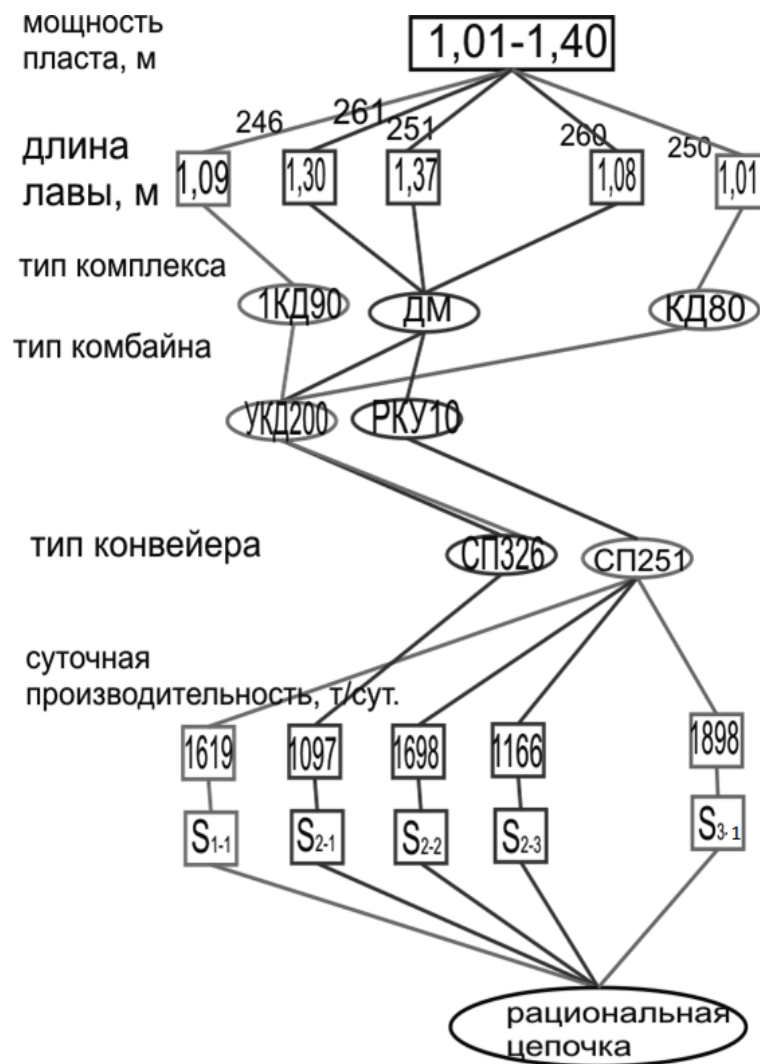 мощность
пласта, м
1,01-1,40
246
261
251
260
250
длина
лавы, м
1,09
1,30
1,37
1,08
1,01
тип комплекса
1КД90
ДМ
КД80
тип комбайна
УКД200
РКУ10
тип конвейера
СП326
СП251
суточная
производительность, т/сут.
1619
1097
1698
1166
1898
S1-1
S2-1
S2-2
S2-3
S3-1
рациональная
цепочка